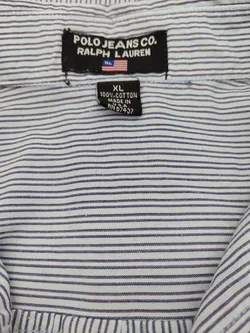 POLO JEANS CO.
RALPH LAUREN
XL
100% COTTON
MADE IN
U.S.A.